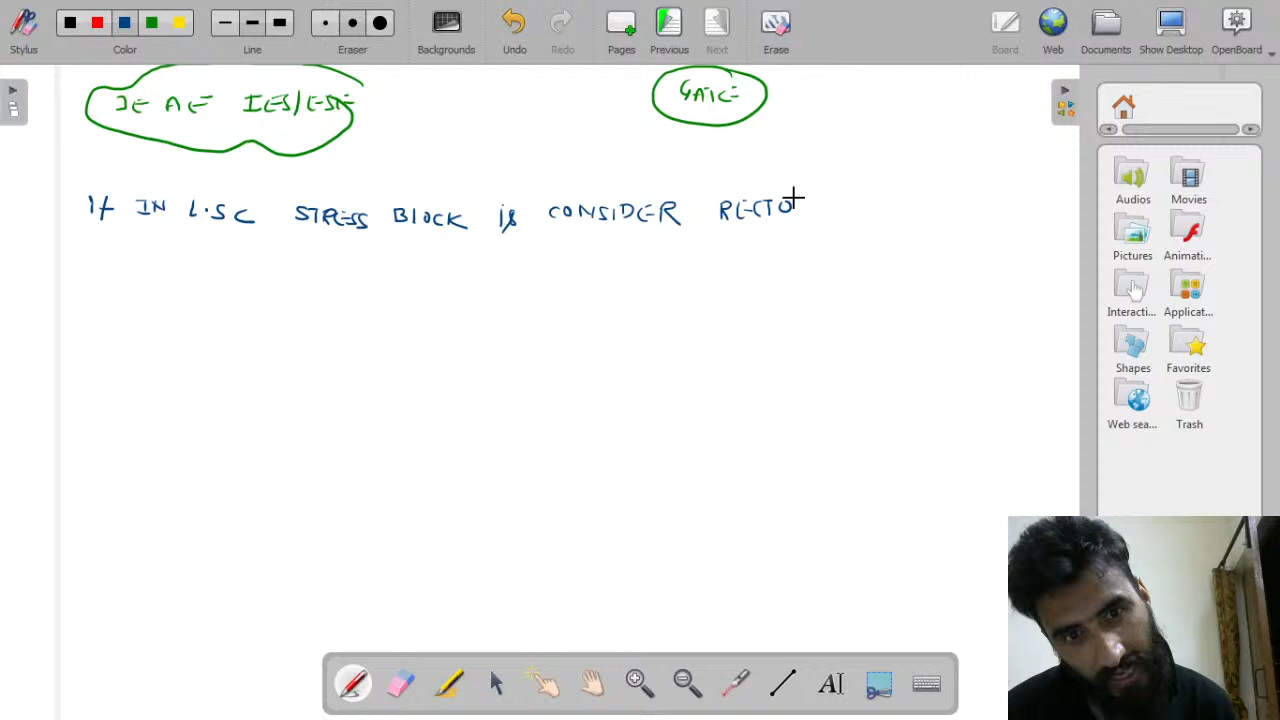 Stylus Color Line Eraser Backgrounds Undo Redo Pages Previous Next Erase Board Web Documents Show Desktop OpenBoard
JE AE IES/ESE
GATE
If IN L.S.C STRESS BLOCK is CONSIDER RECTO
Audios Movies
Pictures Animati...
Interacti... Applicat...
Shapes Favorites
Web sea... Trash